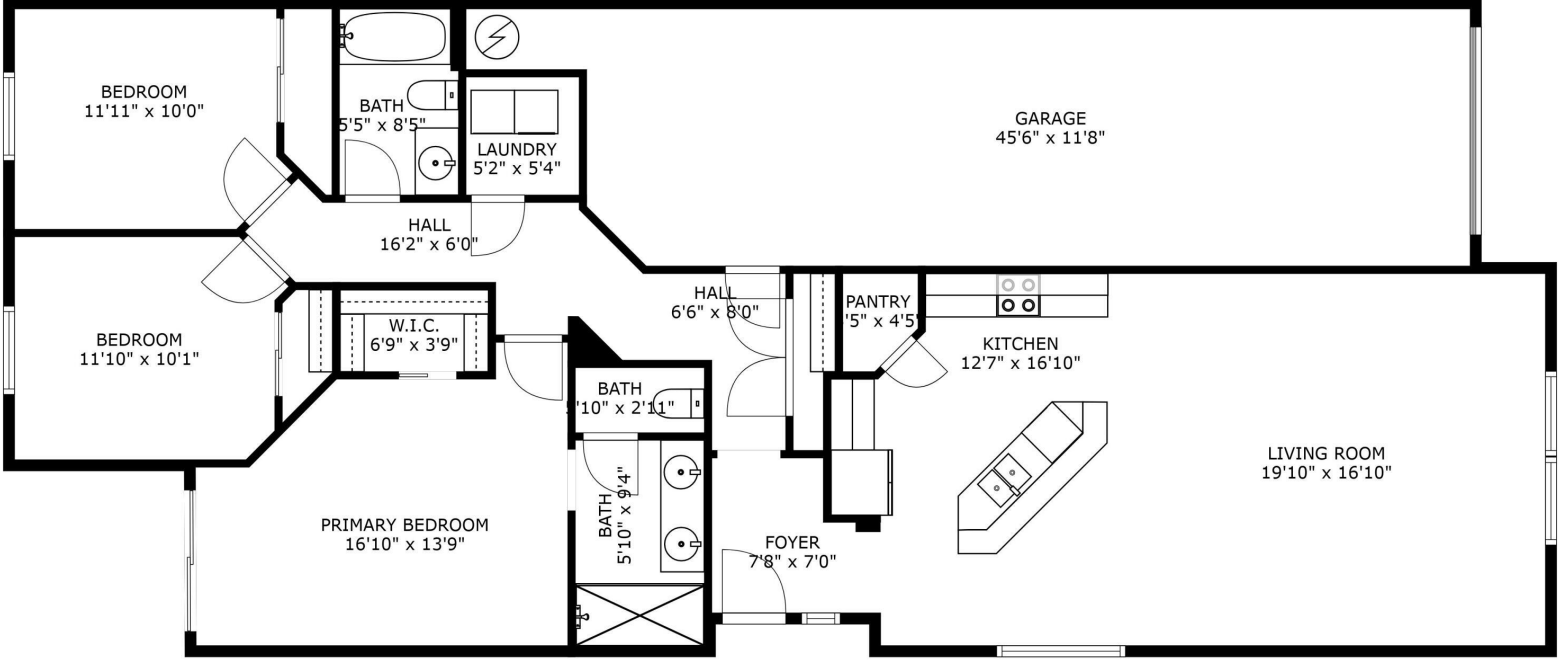 BEDROOM
11'11" x 10'0"
BATH
5'5" x 8'5"
LAUNDRY
5'2" x 5'4"
GARAGE
45'6" x 11'8"
HALL
16'2" x 6'0"
BEDROOM
11'10" x 10'1"
W.I.C.
6'9" x 3'9"
HALL
6'6" x 8'0"
PANTRY
'5" x 4'5"
KITCHEN
12'7" x 16'10"
BATH
5'10" x 2'11"
LIVING ROOM
19'10" x 16'10"
PRIMARY BEDROOM
16'10" x 13'9"
BATH
5'10" x 9'4"
FOYER
7'8" x 7'0"